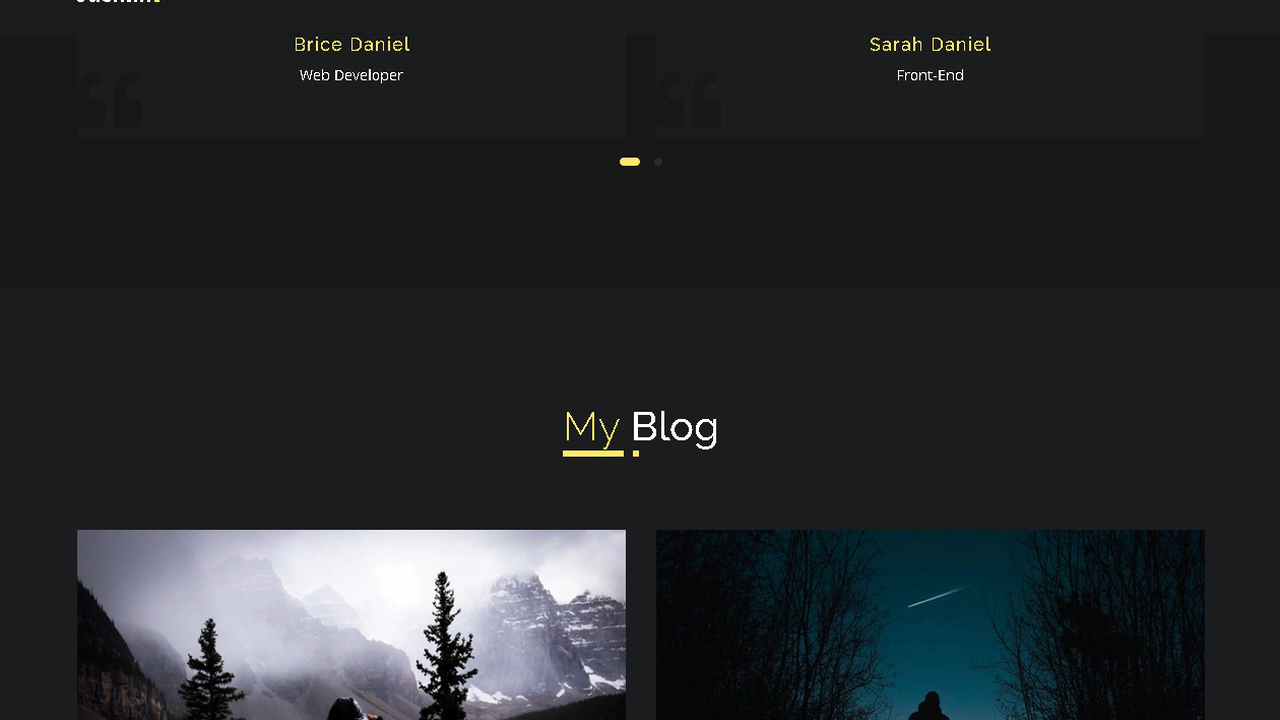 Brice Daniel
Web Developer
Sarah Daniel
Front-End
My Blog